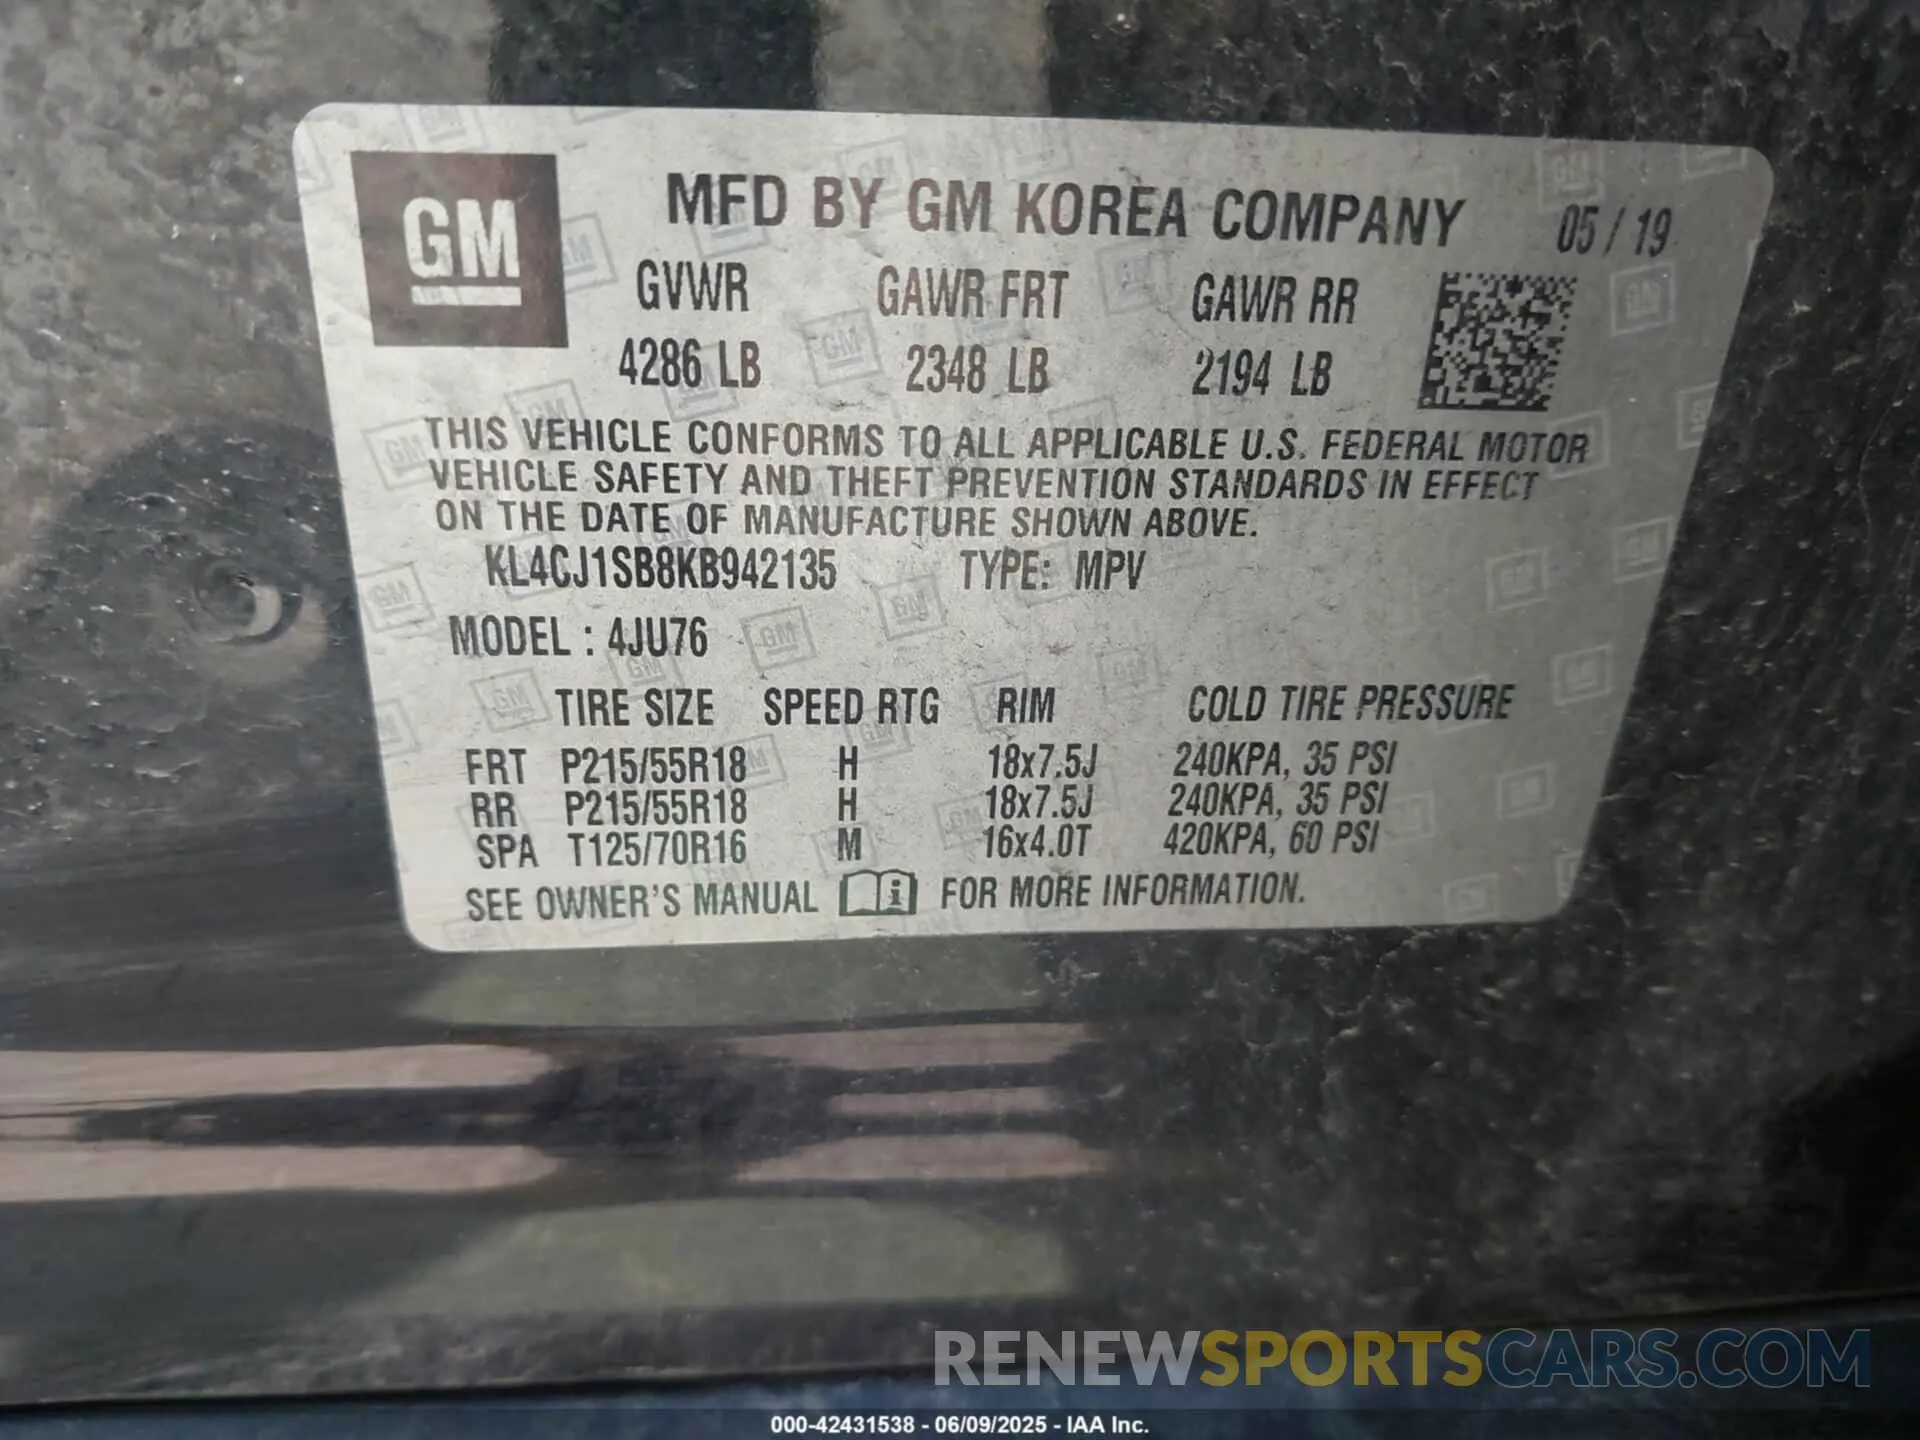 GM
MFD BY GM KOREA COMPANY 05 / 19
GVWR GAWR FRT GAWR RR
4286 LB 2348 LB 2194 LB
THIS VEHICLE CONFORMS TO ALL APPLICABLE U.S. FEDERAL MOTOR
VEHICLE SAFETY AND THEFT PREVENTION STANDARDS IN EFFECT
ON THE DATE OF MANUFACTURE SHOWN ABOVE.
KL4CJ1SB8KB942135 TYPE: MPV
MODEL : 4JU76
TIRE SIZE SPEED RTG RIM COLD TIRE PRESSURE
FRT P215/55R18 H 18x7.5J 240KPA, 35 PSI
RR P215/55R18 H 18x7.5J 240KPA, 35 PSI
SPA T125/70R16 M 16x4.0T 420KPA, 60 PSI
SEE OWNER'S MANUAL i FOR MORE INFORMATION.
RENEWSPORTSCARS.COM
000-42431538 - 06/09/2025 - IAA Inc.